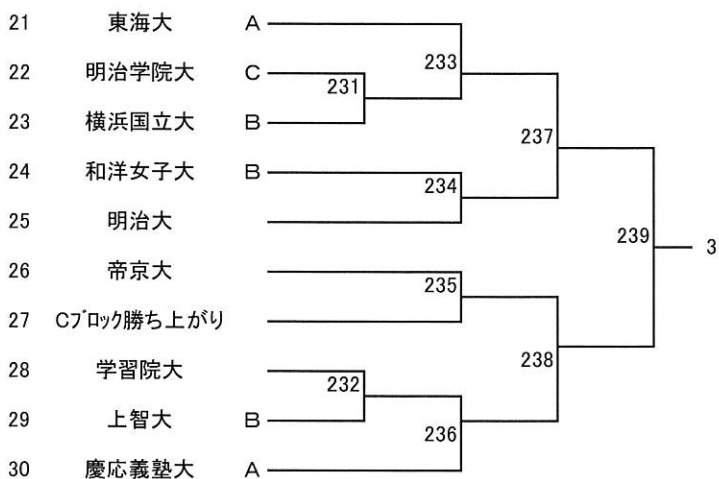 21 東海大 A
233
22 明治学院大 C
231
23 横浜国立大 B
237
24 和洋女子大 B
234
25 明治大
239 3
26 帝京大
235
27 Cブロック勝ち上がり
238
28 学習院大
232
29 上智大 B
236
30 慶応義塾大 A